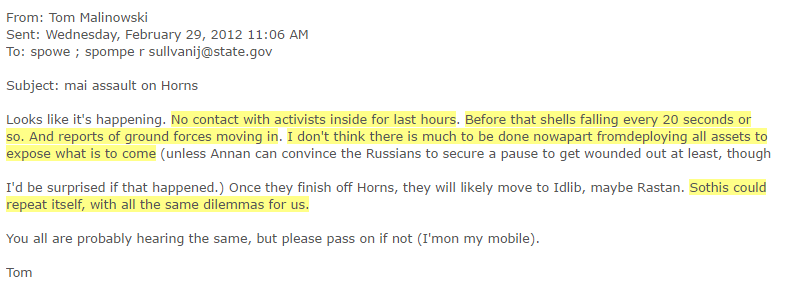 From: Tom Malinowski
Sent: Wednesday, February 29, 2012 11:06 AM
To: spowe ; spompe r sullvanij@state.gov
Subject: mai assault on Horns
Looks like it's happening. No contact with activists inside for last hours. Before that shells falling every 20 seconds or
so. And reports of ground forces moving in. I don't think there is much to be done nowapart fromdeploying all assets to
expose what is to come (unless Annan can convince the Russians to secure a pause to get wounded out at least, though
I'd be surprised if that happened.) Once they finish off Horns, they will likely move to Idlib, maybe Rastan. Sothis could
repeat itself, with all the same dilemmas for us.
You all are probably hearing the same, but please pass on if not (I'mon my mobile).
Tom